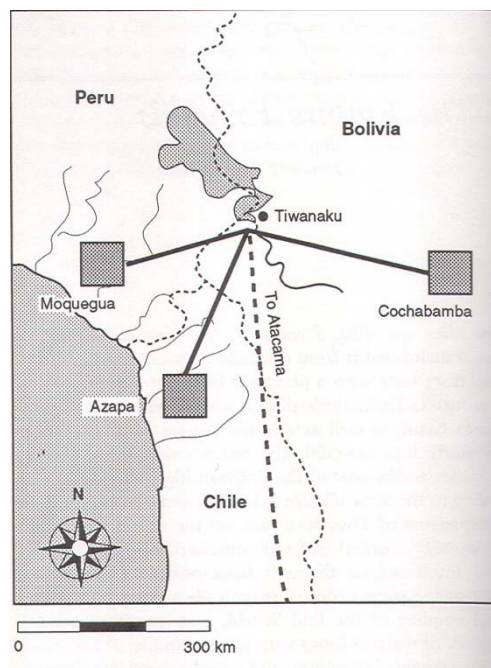 Peru
Bolivia
Tiwanaku
Moquegua
Cochabamba
To Atacama
Azapa
Chile
N
0
300 km